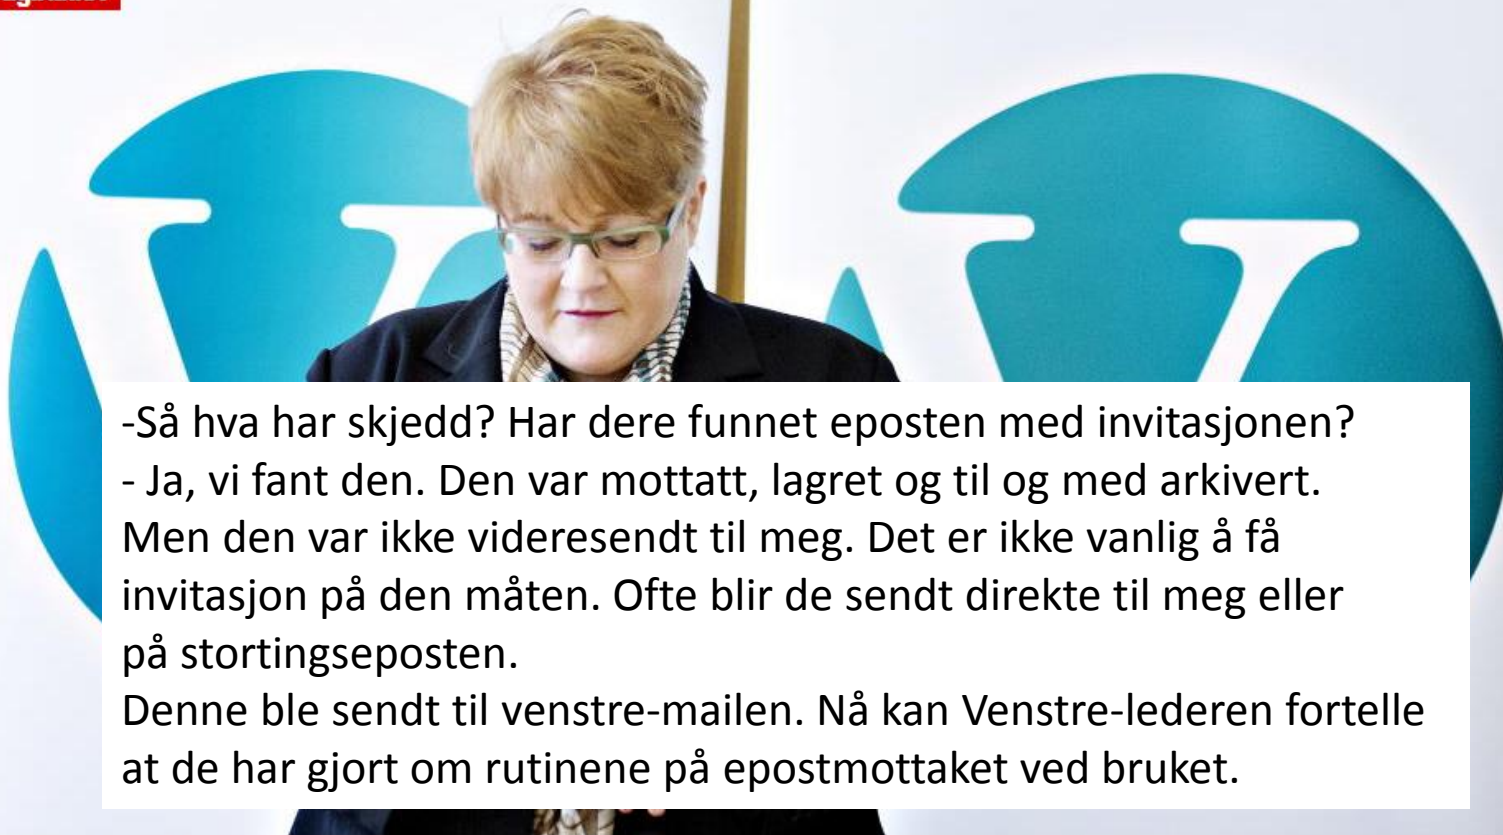 -Så hva har skjedd? Har dere funnet eposten med invitasjonen?
- Ja, vi fant den. Den var mottatt, lagret og til og med arkivert.
Men den var ikke videresendt til meg. Det er ikke vanlig å få
invitasjon på den måten. Ofte blir de sendt direkte til meg eller
på stortingseposten.
Denne ble sendt til venstre-mailen. Nå kan Venstre-lederen fortelle
at de har gjort om rutinene på epostmottaket ved bruket.